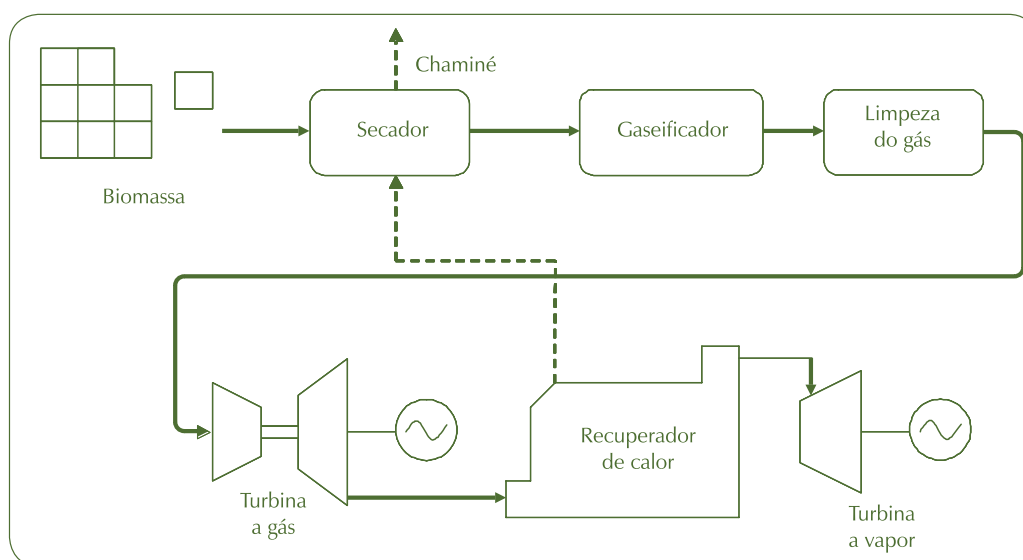 Chaminé
Secador
Gaseificador
Limpeza
do gás
Biomassa
Recuperador
de calor
Turbina
a gás
Turbina
a vapor